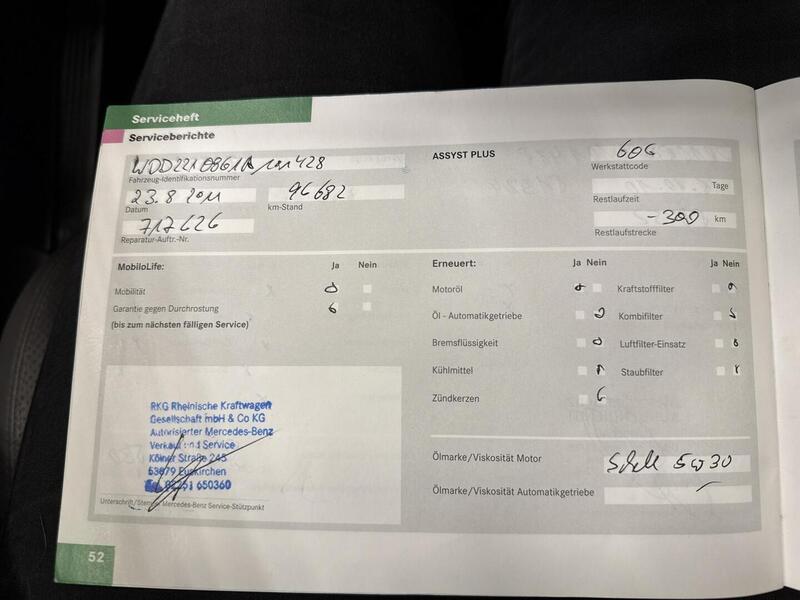 Serviceheft
Serviceberichte
Fahrzeug-Identifikationsnummer
23.8 2011 96682
Datum km-Stand
717626
Reparatur-Auftr.-Nr.
ASSYST PLUS
606
Werkstattcode
Tage
Restlaufzeit
-300 km
Restlaufstrecke
MobiloLife: Ja Nein
Mobilität
Garantie gegen Durchrostung
(bis zum nächsten fälligen Service)
Erneuert: Ja Nein Ja Nein
Motoröl Kraftstofffilter
Öl - Automatikgetriebe Kombifilter
Bremsflüssigkeit Luftfilter-Einsatz
Kühlmittel Staubfilter
Zündkerzen
RKG Rheinische Kraftwagen
Gesellschaft mbH & Co KG
Autorisierter Mercedes-Benz
Verkauf und Service
Kölner Straße 245
53879 Euskirchen
02251 650360
Unterschrift/Stempel Mercedes-Benz Service-Stützpunkt
Ölmarke/Viskosität Motor Shell 5W30
Ölmarke/Viskosität Automatikgetriebe
52